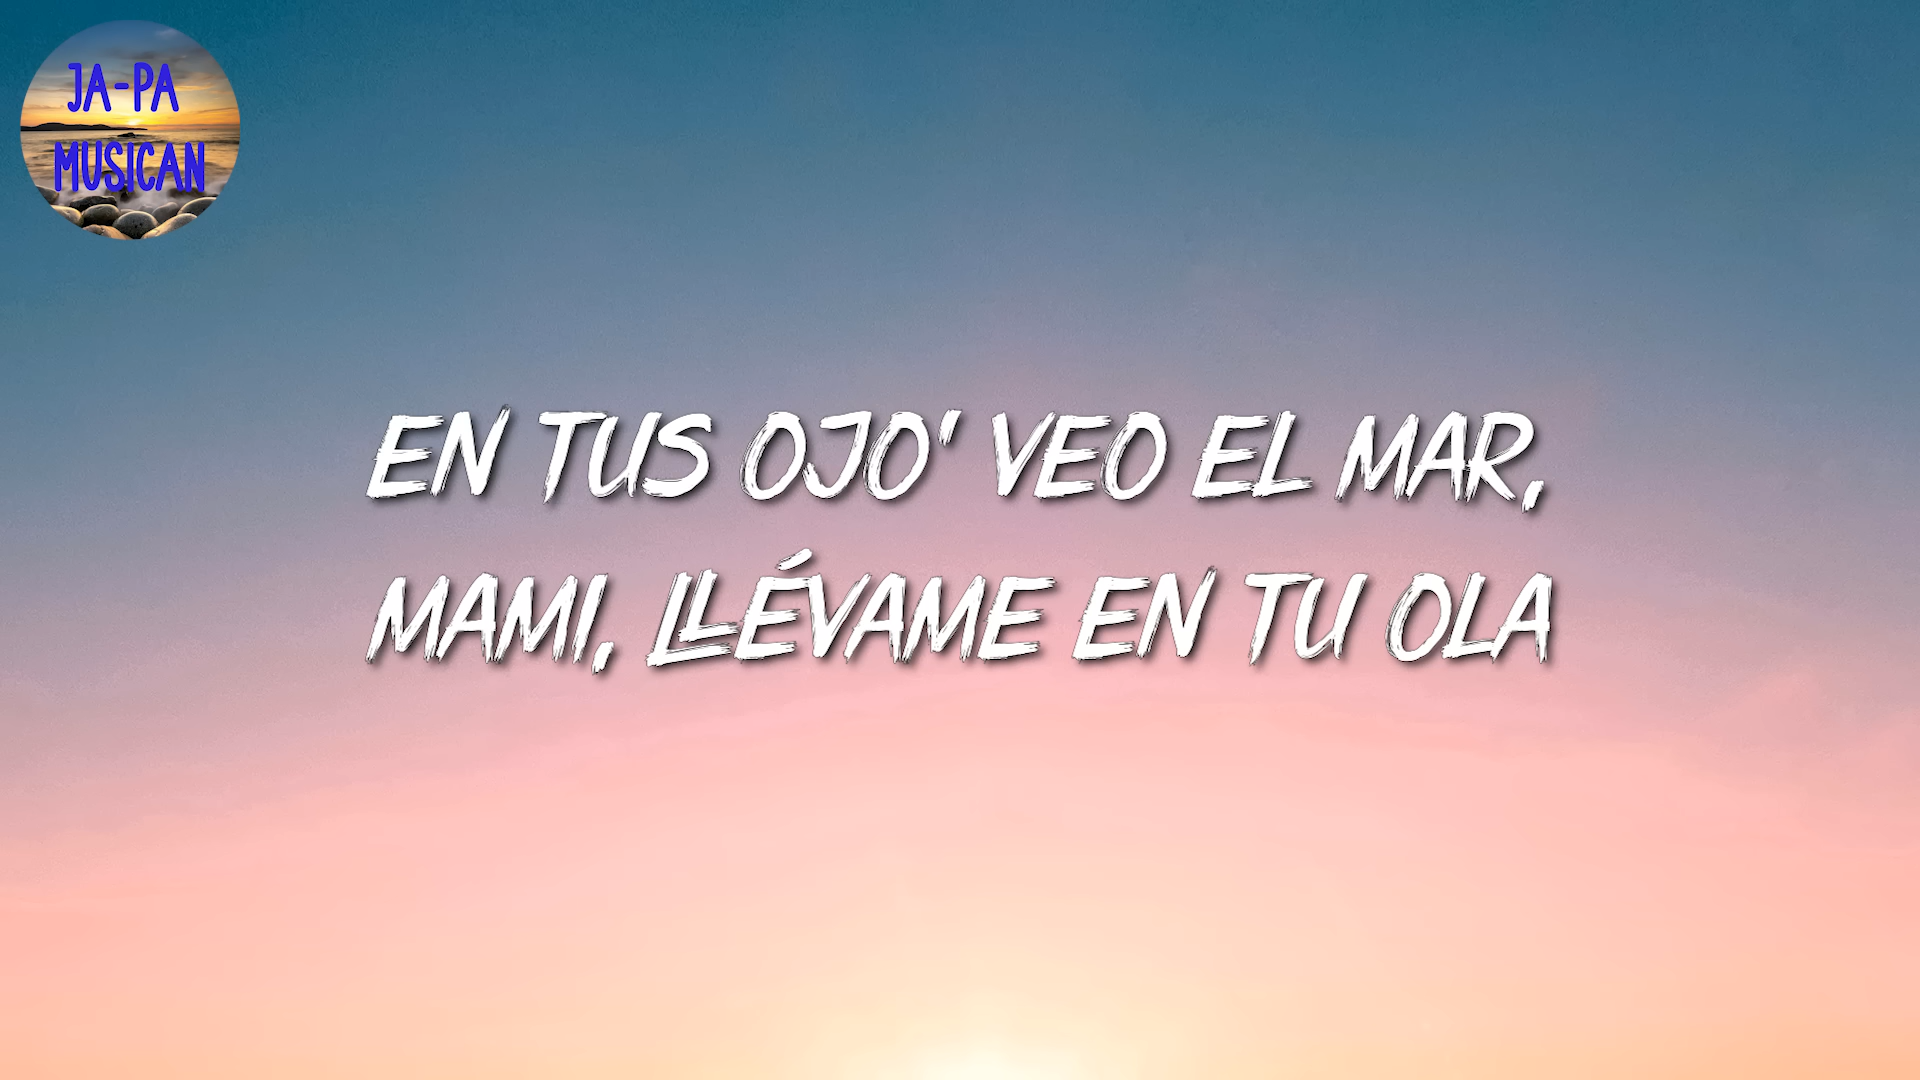 JA-PA
MUSICAN
EN TUS OJO' VEO EL MAR,
MAMI, LLÉVAME EN TU OLA